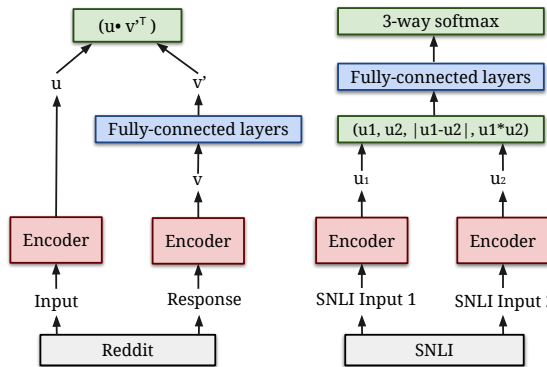 (u• v'ᵀ )
u
v'
Fully-connected layers
v
Encoder
Encoder
Input
Response
Reddit
3-way softmax
Fully-connected layers
(u1, u2, |u1-u2|, u1*u2)
u₁
u₂
Encoder
Encoder
SNLI Input 1
SNLI Input
SNLI